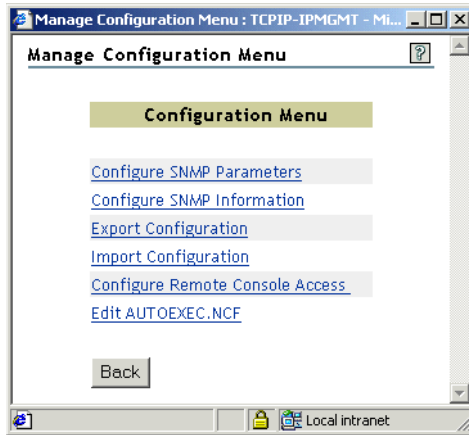 Manage Configuration Menu : TCPIP-IPMGMT - Mi...
Manage Configuration Menu
?
Configuration Menu
Configure SNMP Parameters
Configure SNMP Information
Export Configuration
Import Configuration
Configure Remote Console Access
Edit AUTOEXEC.NCF
Back
Local intranet